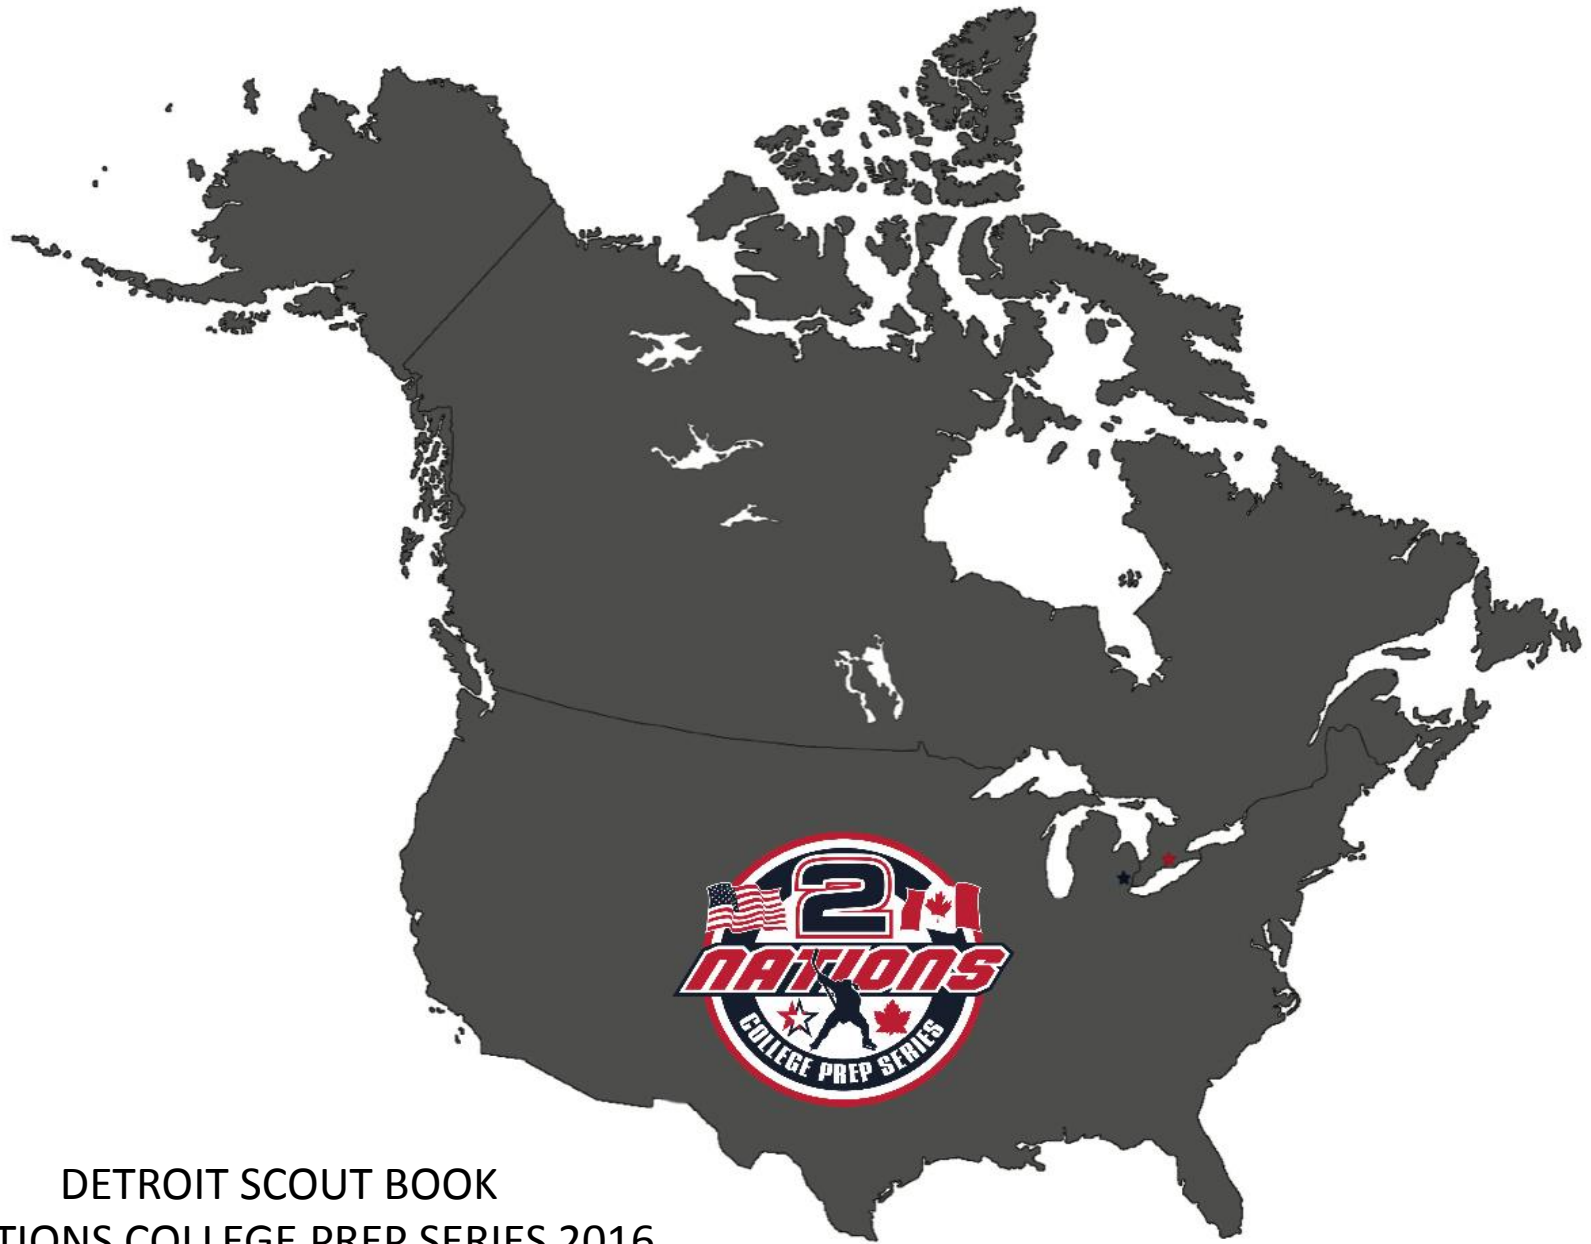 2
NATIONS
COLLEGE PREP SERIES
DETROIT SCOUT BOOK
TIONS COLLEGE PREP SERIES 2016